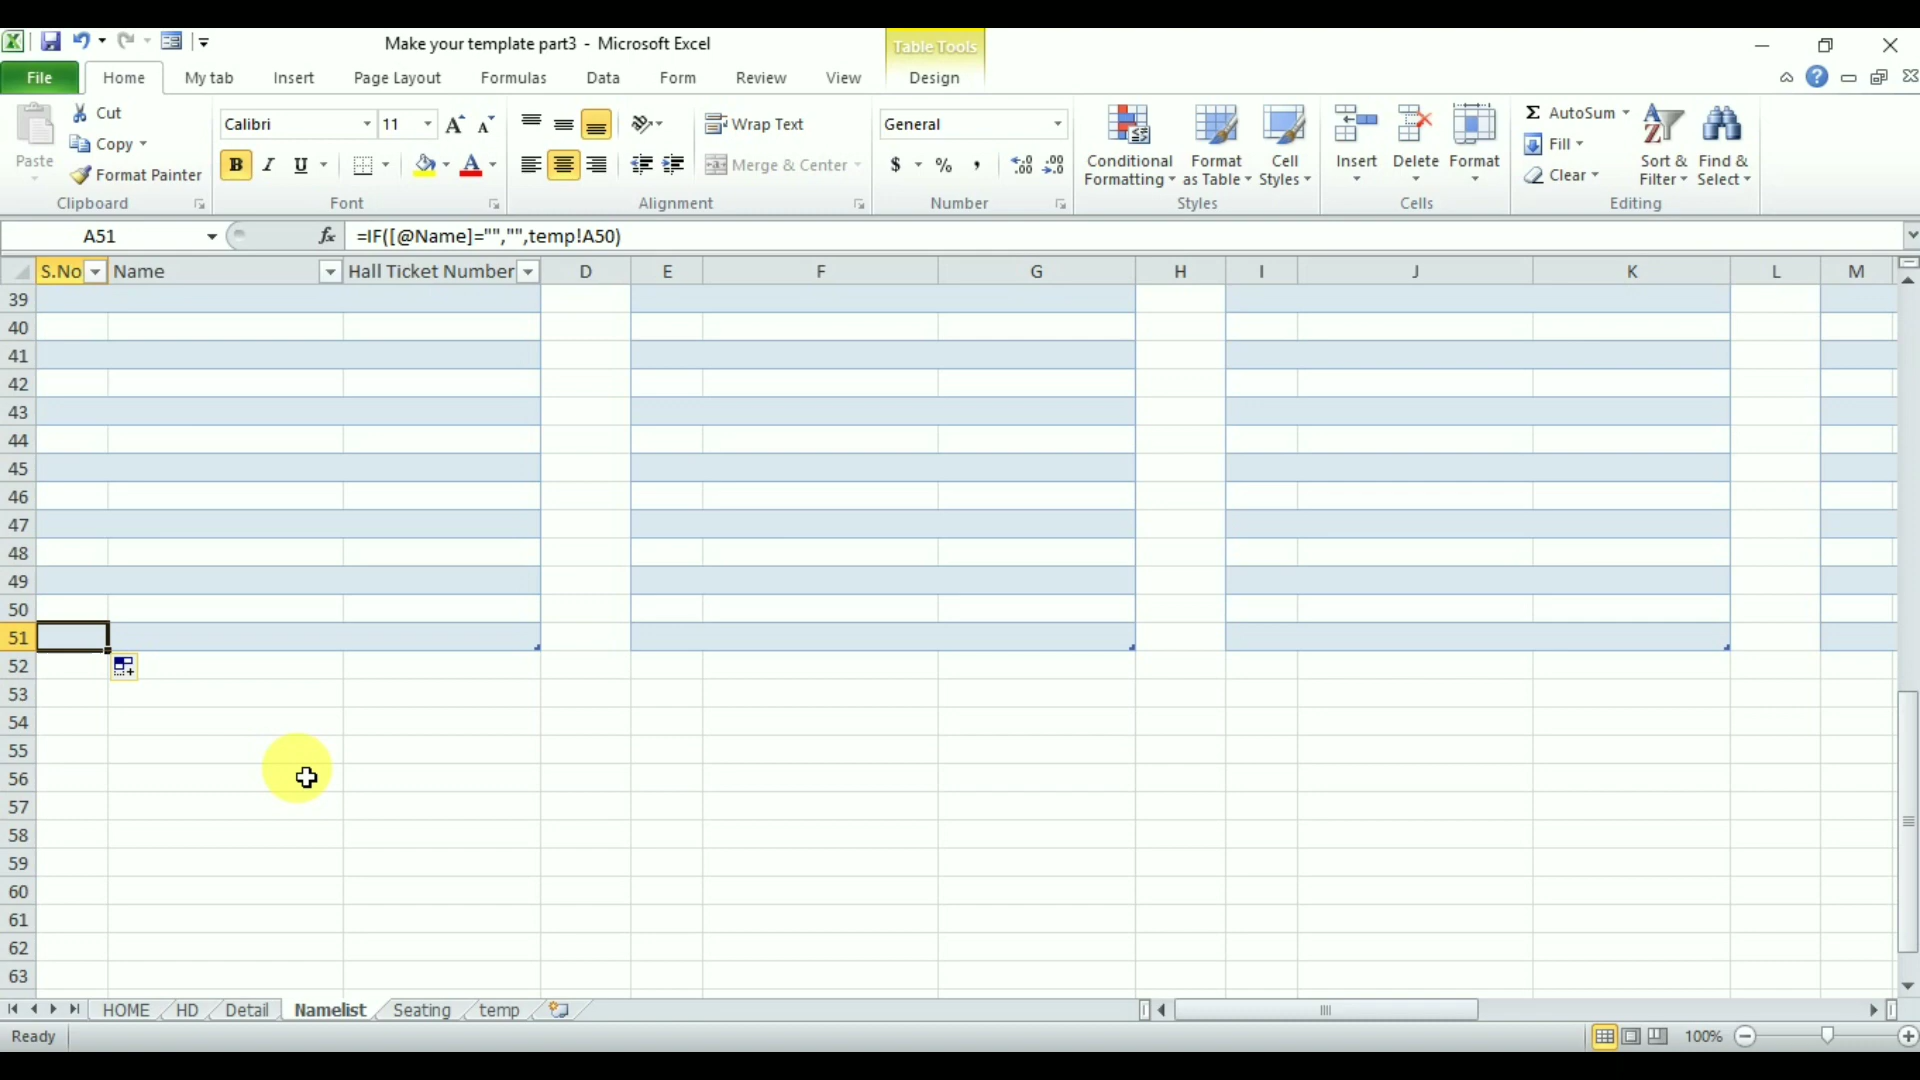 Make your template part3 - Microsoft Excel
Table Tools
File
Home
My tab
Insert
Page Layout
Formulas
Data
Form
Review
View
Design
Paste
Cut
Copy
Format Painter
Clipboard
Calibri
11
B I U
A
Font
Wrap Text
Merge & Center
Alignment
General
$ % ,
Number
Conditional Formatting
Format as Table
Cell Styles
Styles
Insert
Delete
Format
Cells
Σ AutoSum
Fill
Clear
Sort & Filter
Find & Select
Editing
A51
fx
=IF([@Name]="","",temp!A50)
S.No
Name
Hall Ticket Number
D
E
F
G
H
I
J
K
L
M
39
40
41
42
43
44
45
46
47
48
49
50
51
52
53
54
55
56
57
58
59
60
61
62
63
HOME
HD
Detail
Namelist
Seating
temp
Ready
100%